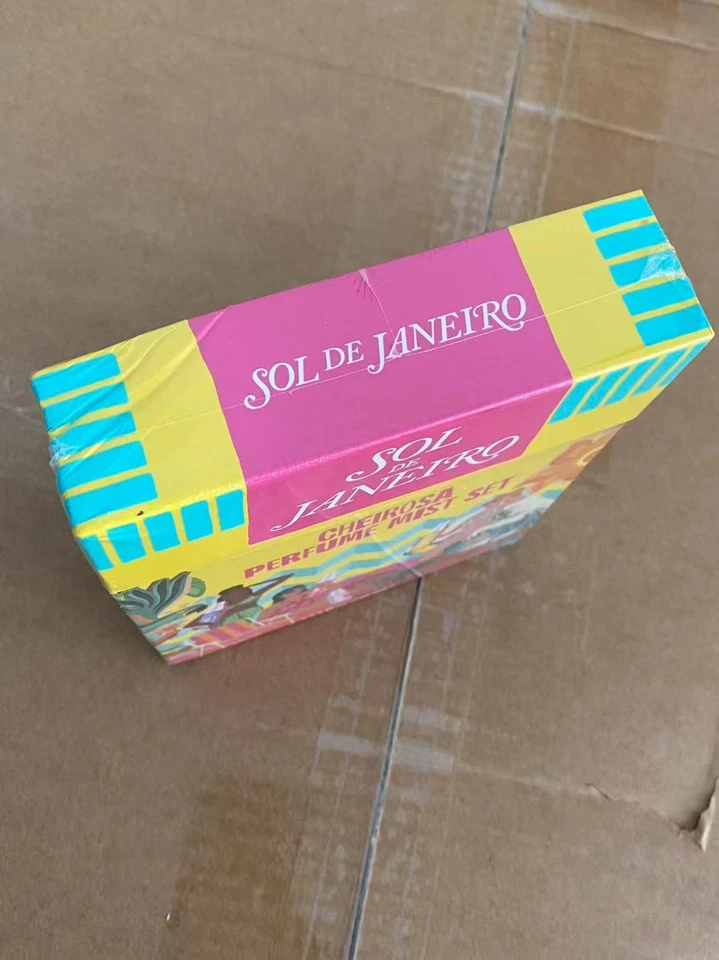 SOL DE JANEIRO
SOL
DE
JANEIRO
CHEIROSA
PERFUME MIST SET